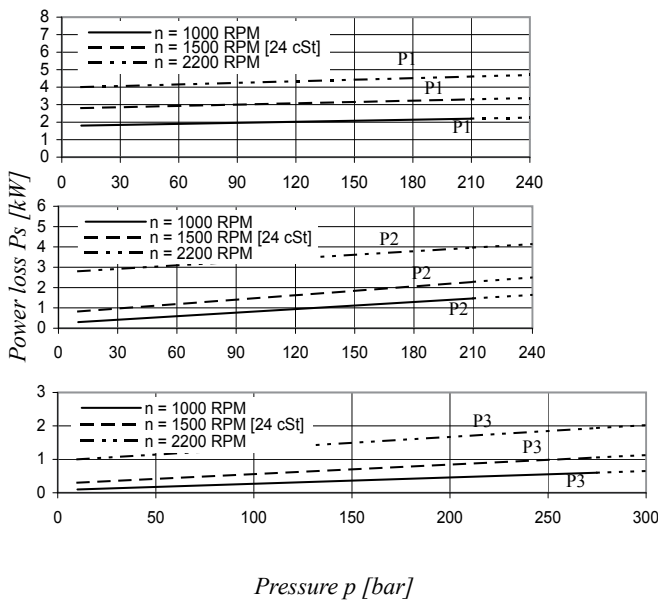 8
7
6
5
4
3
2
1
0
n = 1000 RPM
n = 1500 RPM [24 cSt]
n = 2200 RPM
P1
P1
P1
0 30 60 90 120 150 180 210 240
Power loss Ps [kW]
6
5
4
3
2
1
0
n = 1000 RPM
n = 1500 RPM [24 cSt]
n = 2200 RPM
P2
P2
P2
0 30 60 90 120 150 180 210 240
3
2
1
0
n = 1000 RPM
n = 1500 RPM [24 cSt]
n = 2200 RPM
P3
P3
P3
0 50 100 150 200 250 300
Pressure p [bar]